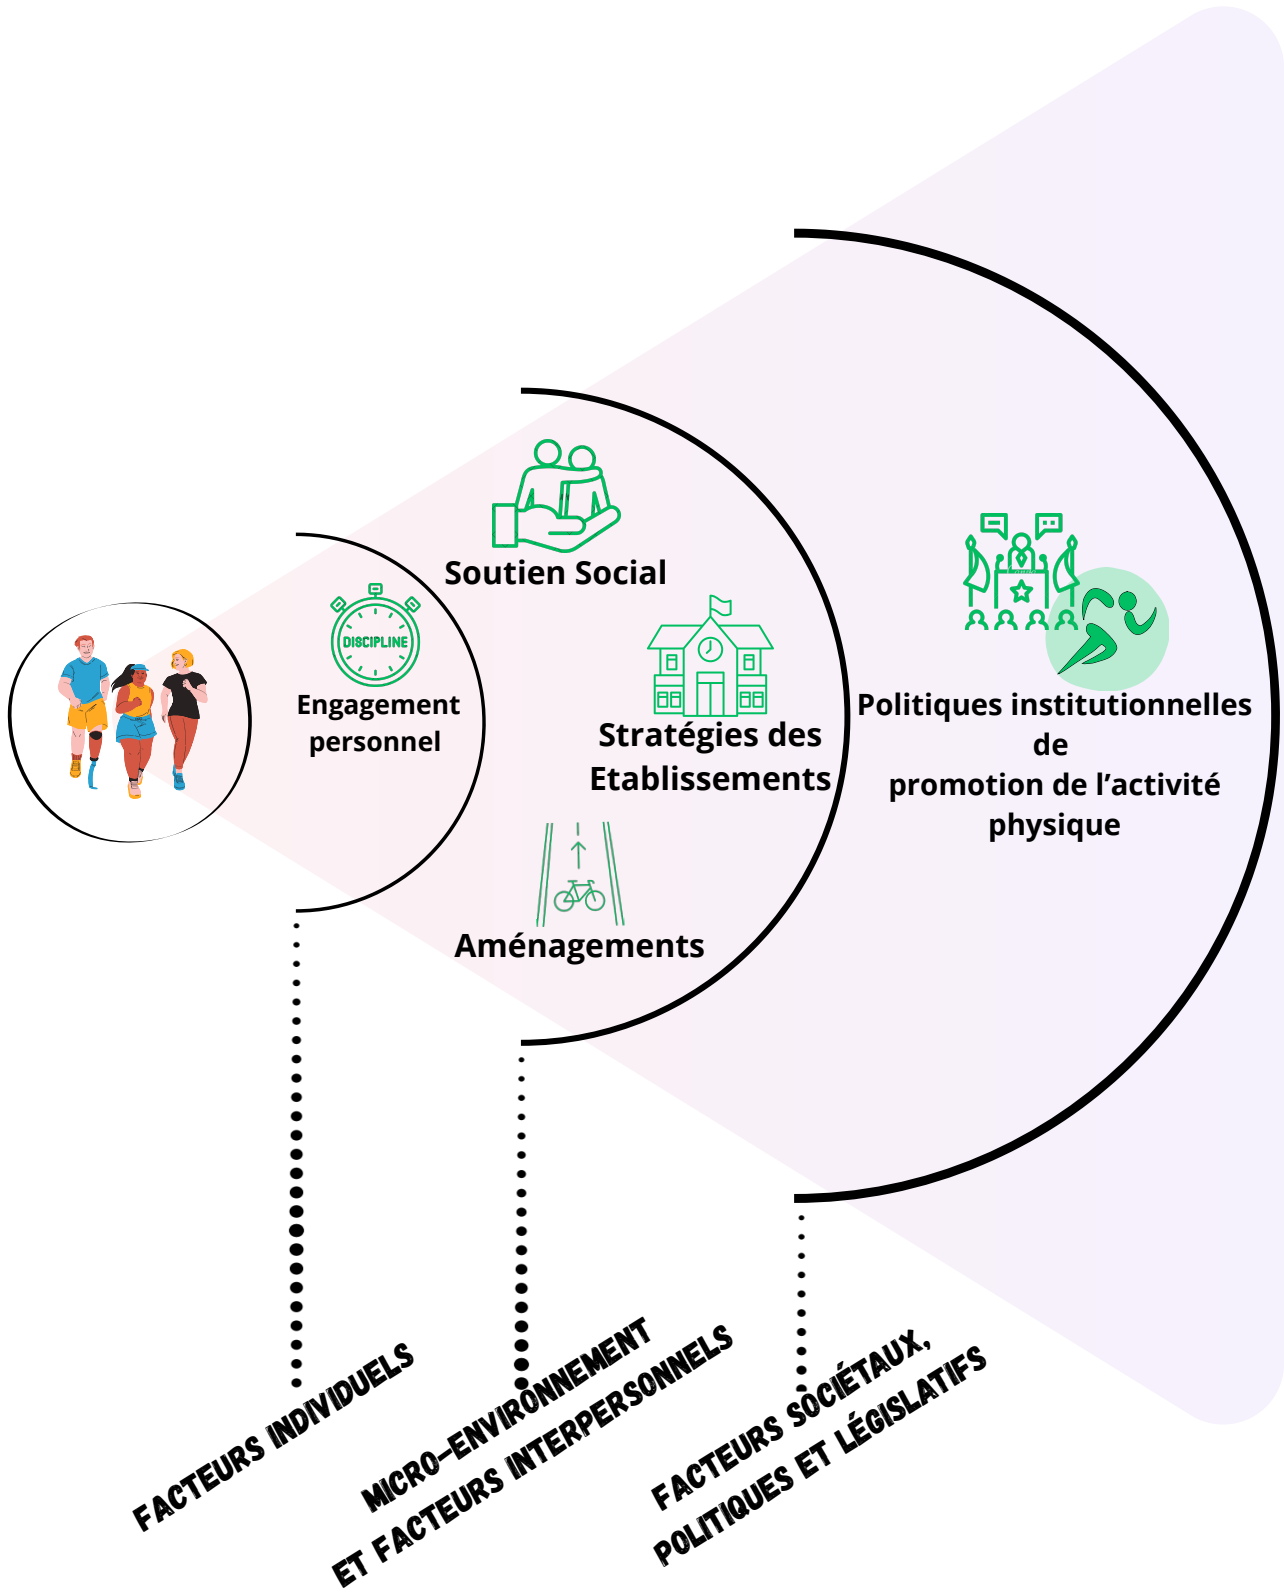 DISCIPLINE
Engagement
personnel
Soutien Social
Stratégies des
Etablissements
Aménagements
Politiques institutionnelles
de
promotion de l’activité
physique
FACTEURS INDIVIDUELS
MICRO-ENVIRONNEMENT
ET FACTEURS INTERPERSONNELS
FACTEURS SOCIÉTAUX,
POLITIQUES ET LÉGISLATIFS